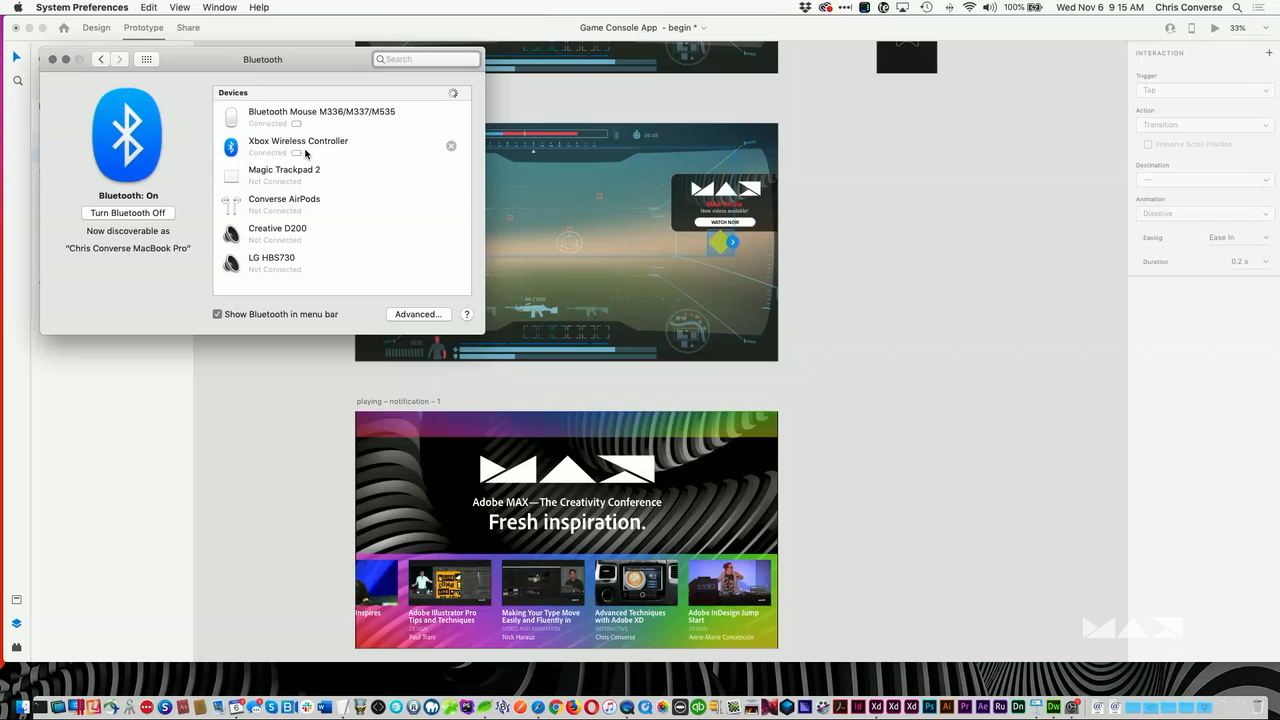 System Preferences Edit View Window Help
100% Wed Nov 6 9:15 AM Chris Converse
Design Prototype Share
Game Console App - begin *
33%
Bluetooth
Search
INTERACTION
Trigger
Tap
Action
Transition
Preserve Scroll Position
Destination
Animation
Dissolve
Easing Ease In
Duration 0.2 s
Devices
Bluetooth Mouse M336/M337/M535
Connected
Xbox Wireless Controller
Connected
Magic Trackpad 2
Not Connected
Converse AirPods
Not Connected
Creative D200
Not Connected
LG HBS730
Not Connected
Bluetooth: On
Turn Bluetooth Off
Now discoverable as
“Chris Converse MacBook Pro”
Show Bluetooth in menu bar
Advanced...
?
New videos available!
WATCH NOW
playing – notification – 1
MAX
Adobe MAX—The Creativity Conference
Fresh inspiration.
Inspires
Adobe Illustrator Pro
Tips and Techniques
DESIGN
Paul Trani
Making Your Type Move
Easily and Fluently in
VIDEO AND ANIMATION
Nick Harauz
Advanced Techniques
with Adobe XD
INTERACTIVE
Chris Converse
Adobe InDesign Jump
Start
DESIGN
Anne-Marie Concepción
MAX